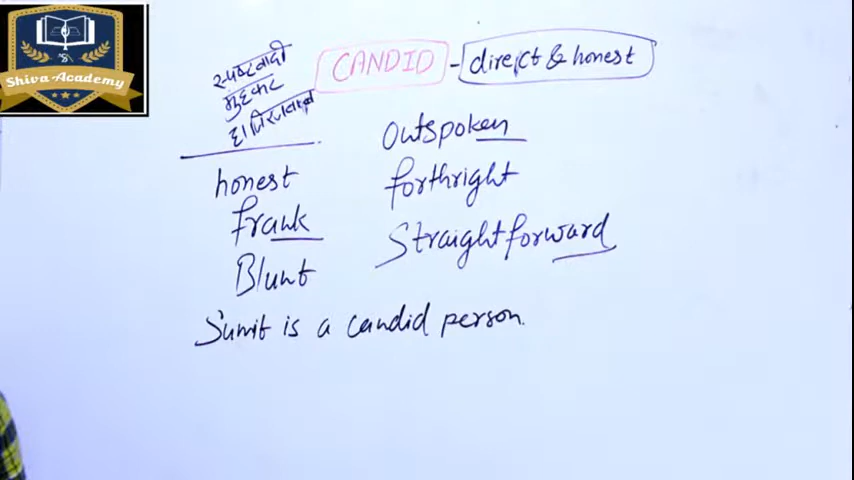 Shiva Academy
स्पष्टवादी
मुहफट
CANDID - direct & honest
Outspoken
honest
forthright
frank
Straightforward
Blunt
Sumit is a candid person.